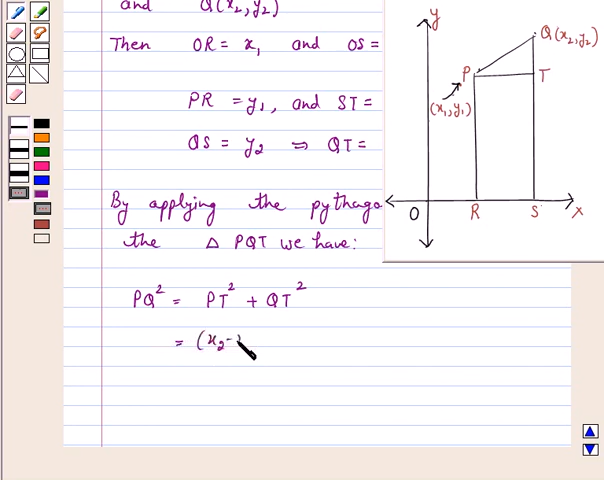 and Q(x₂, y₂)
Then OR = x₁ and OS =
PR = y₁, and ST =
QS = y₂ ⇒ QT =
By applying the pythago
the △ PQT we have:
PQ² = PT² + QT²
= (x₂-
y
Q(x₂, y₂)
P
T
(x₁, y₁)
O
R
S
x